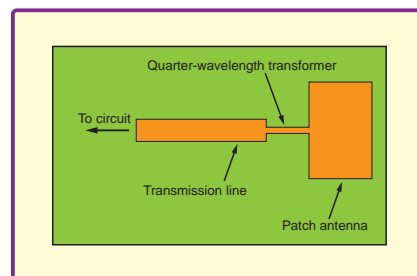 Quarter-wavelength transformer
To circuit
Transmission line
Patch antenna